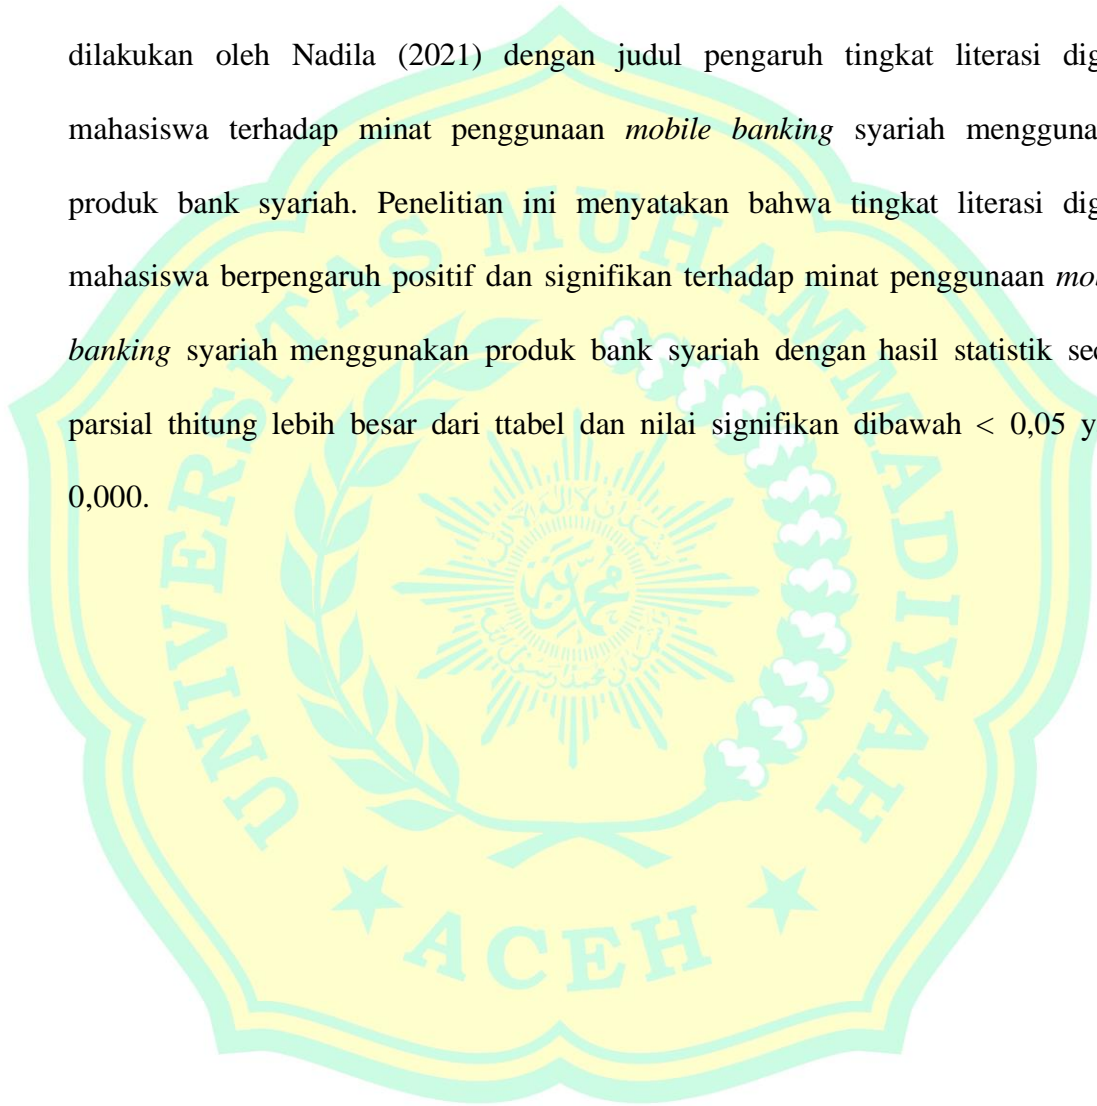 dilakukan oleh Nadila (2021) dengan judul pengaruh tingkat literasi dig
mahasiswa terhadap minat penggunaan mobile banking syariah mengguna
produk bank syariah. Penelitian ini menyatakan bahwa tingkat literasi dig
mahasiswa berpengaruh positif dan signifikan terhadap minat penggunaan mo
banking syariah menggunakan produk bank syariah dengan hasil statistik sec
parsial thitung lebih besar dari ttabel dan nilai signifikan dibawah < 0,05 y
0,000.
UNIVERSITAS MUHAMMADIYAH
محمدية
ACEH